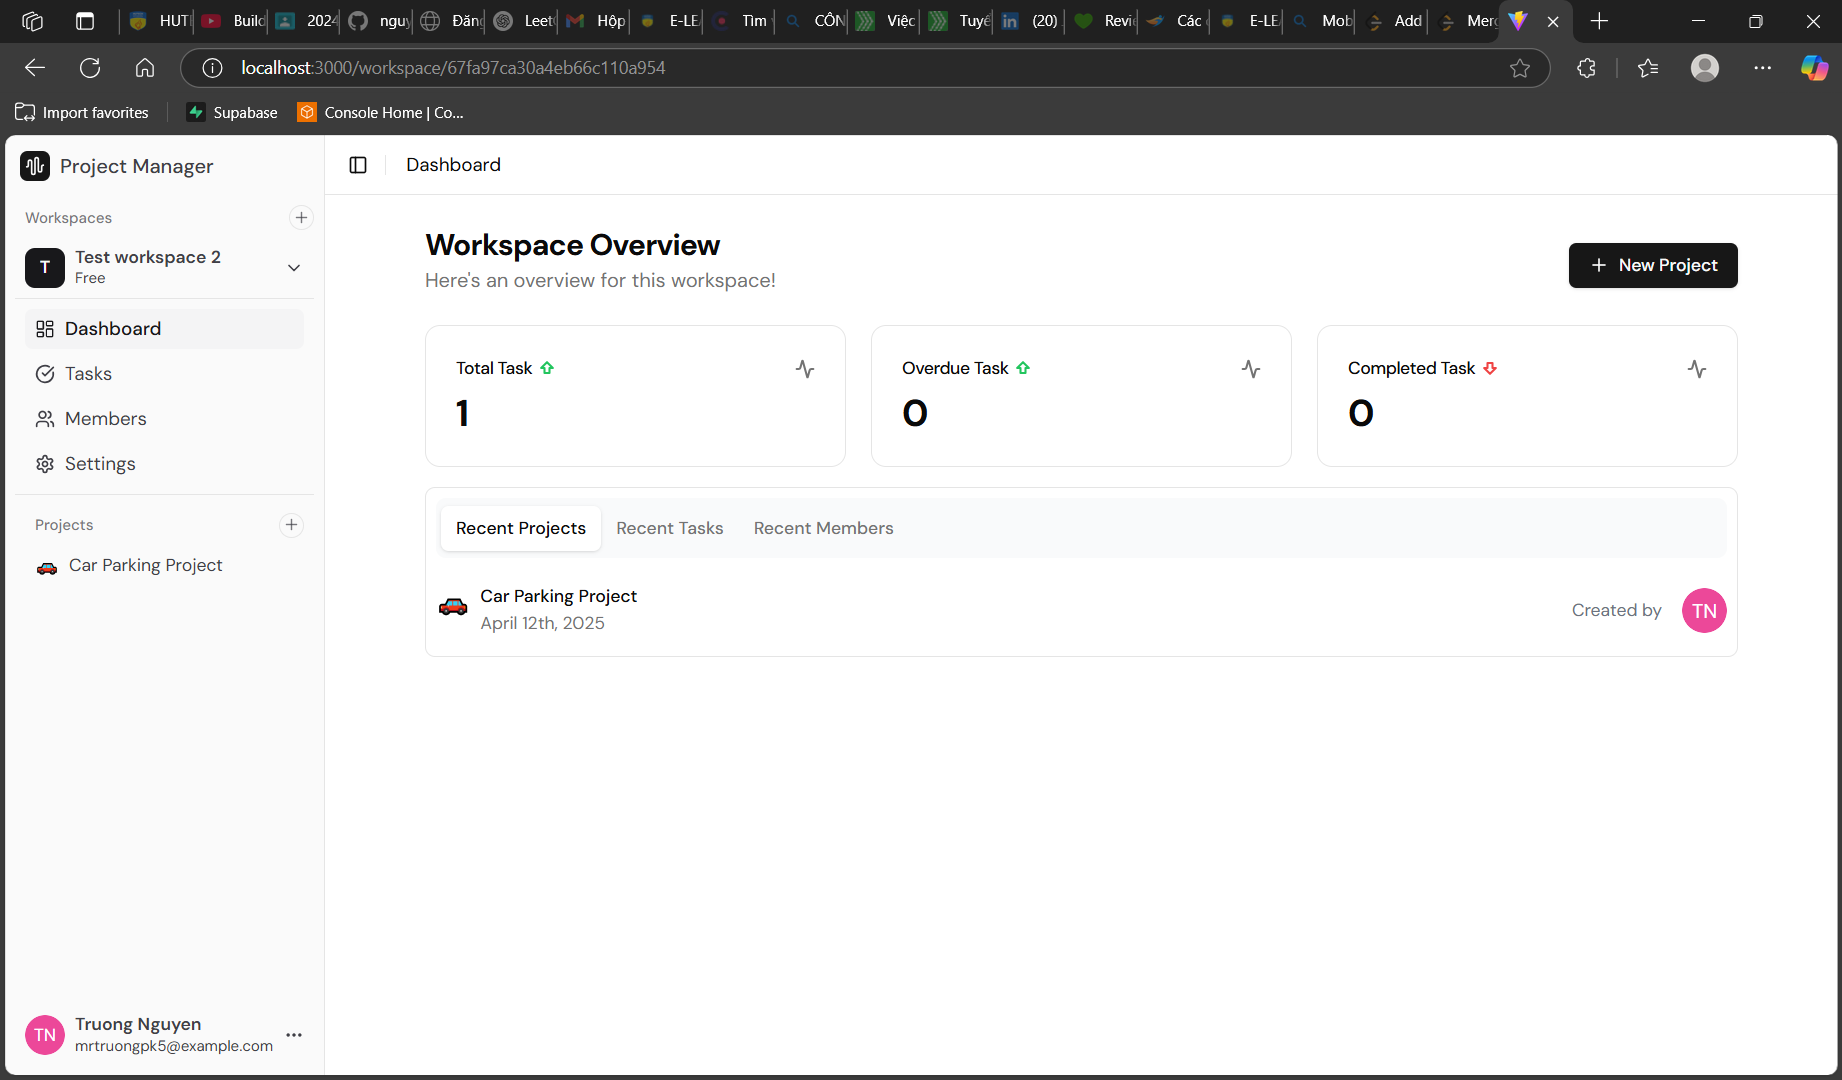 HUT
Build
2024
nguy
Đăng
Leet
Hộp
E-LE
Tìm
CÔN
Việc
Tuyể
(20)
Revie
Các
E-LE
Mob
Add
Merg
localhost:3000/workspace/67fa97ca30a4eb66c110a954
Import favorites
Supabase
Console Home | Co...
Project Manager
Dashboard
Workspaces
T
Test workspace 2
Free
Dashboard
Tasks
Members
Settings
Projects
Car Parking Project
Workspace Overview
Here's an overview for this workspace!
New Project
Total Task
1
Overdue Task
0
Completed Task
0
Recent Projects
Recent Tasks
Recent Members
Car Parking Project
April 12th, 2025
Created by
TN
TN
Truong Nguyen
mrtruongpk5@example.com